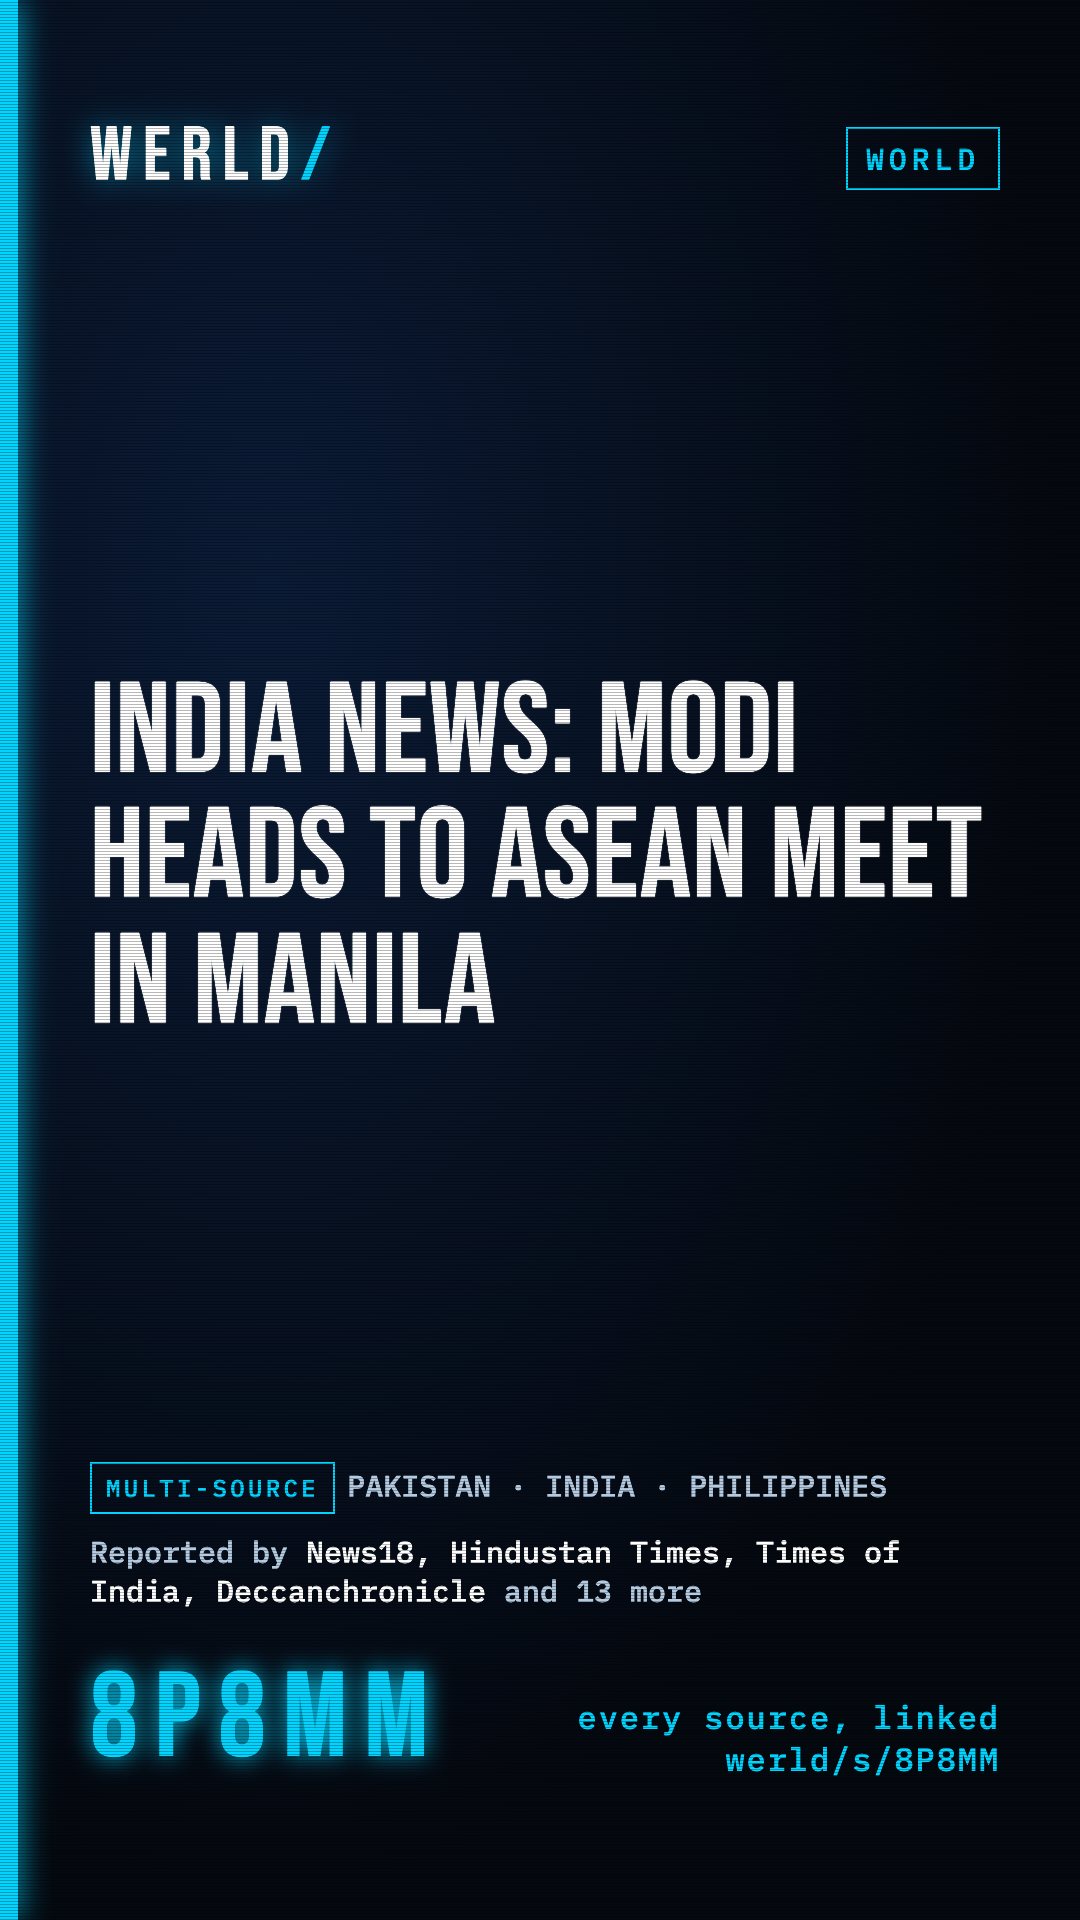 WERLD/
WORLD
INDIA NEWS: MODI
HEADS TO ASEAN MEET
IN MANILA
MULTI-SOURCE PAKISTAN · INDIA · PHILIPPINES
Reported by News18, Hindustan Times, Times of
India, Deccanchronicle and 13 more
8P8MM
every source, linked
werld/s/8P8MM